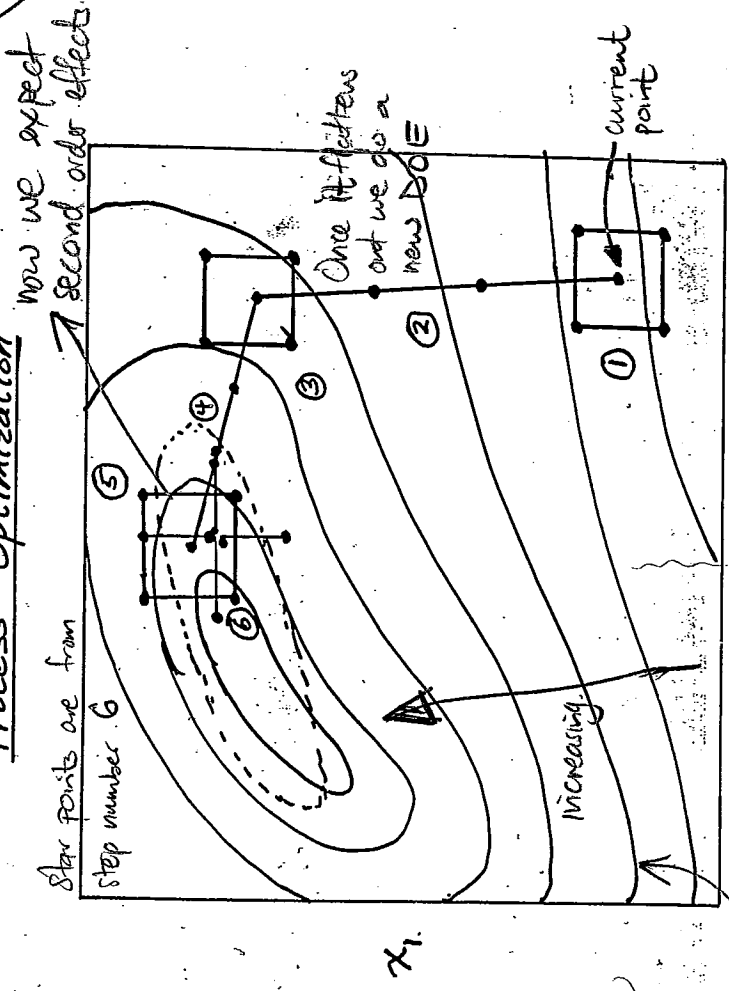 Process Optimization
now we expect
second order effects.
Star points are from
step number 6
⑤
④
③
Once it flattens
out we do a
new DOE
②
⑥
①
current
point
increasing.
x₁.